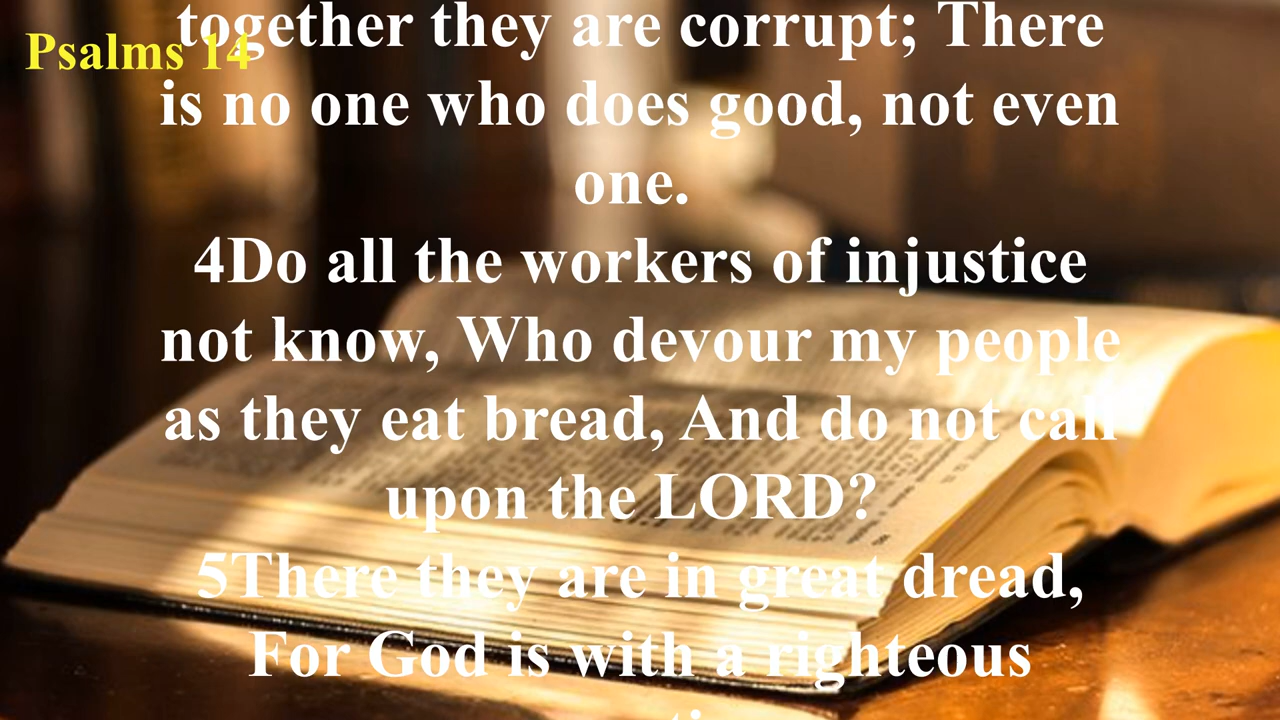 Psalms 14
together they are corrupt; There
is no one who does good, not even
one.
4Do all the workers of injustice
not know, Who devour my people
as they eat bread, And do not call
upon the LORD?
5There they are in great dread,
For God is with a righteous